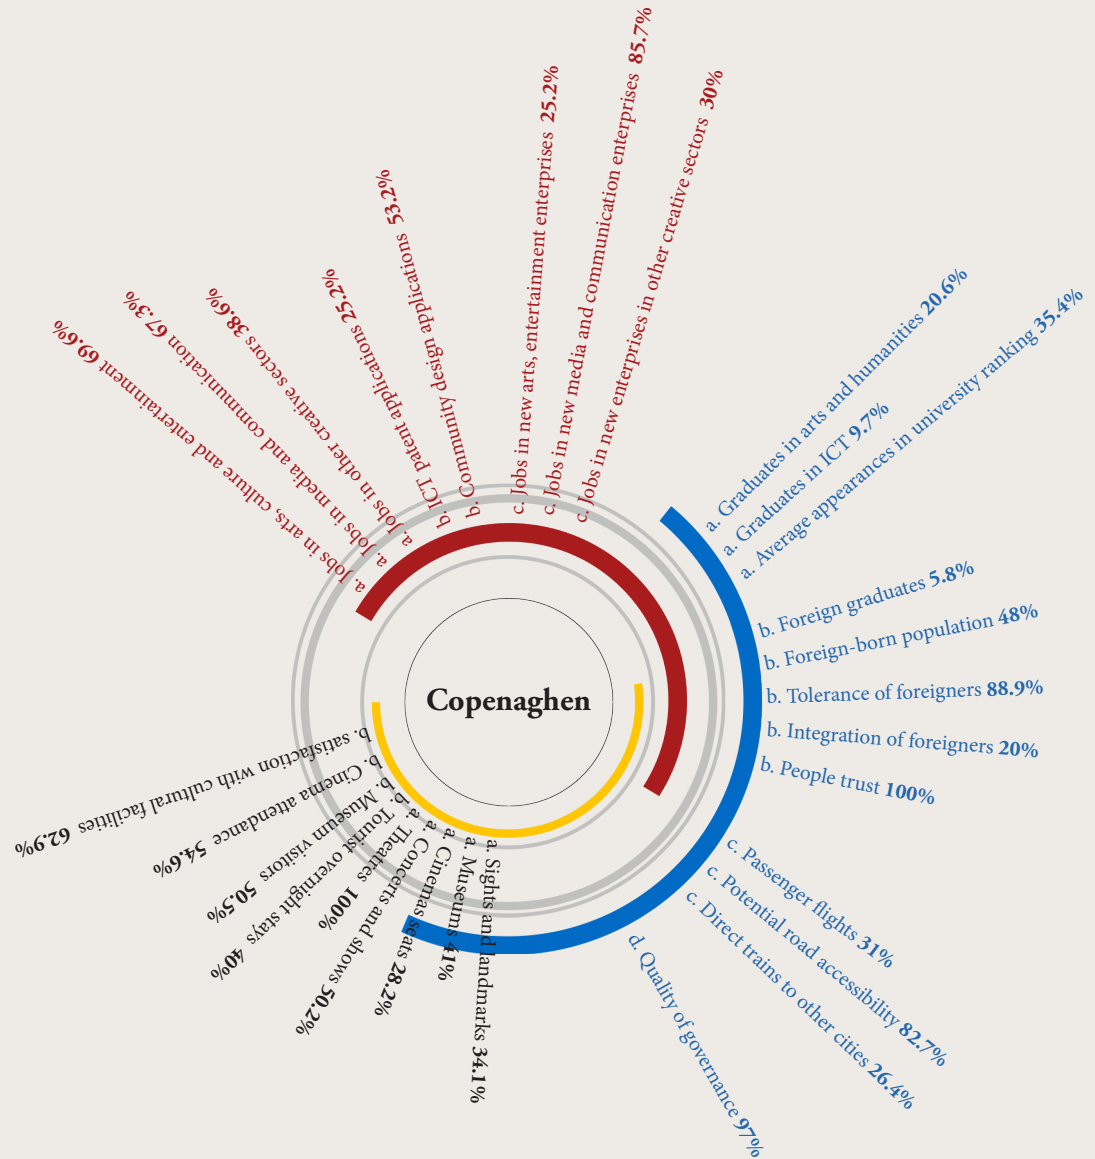 Copenaghen
a. Jobs in arts, culture and entertainment 69.6%
a. Jobs in media and communication 67.3%
a. Jobs in other creative sectors 38.6%
b. ICT patent applications 25.2%
b. Community design applications 53.2%
c. Jobs in new arts, entertainment enterprises 25.2%
c. Jobs in new media and communication enterprises 85.7%
c. Jobs in new enterprises in other creative sectors 30%
a. Graduates in arts and humanities 20.6%
a. Graduates in ICT 9.7%
a. Average appearances in university ranking 35.4%
b. Foreign graduates 5.8%
b. Foreign-born population 48%
b. Tolerance of foreigners 88.9%
b. Integration of foreigners 20%
b. People trust 100%
c. Passenger flights 31%
c. Potential road accessibility 82.7%
c. Direct trains to other cities 26.4%
d. Quality of governance 97%
a. Sights and landmarks 34.1%
a. Museums 41%
a. Cinemas seats 28.2%
a. Concerts and shows 50.2%
a. Theatres 100%
b. Tourist overnight stays 40%
b. Museum visitors 50.5%
b. Cinema attendance 54.6%
b. satisfaction with cultural facilities 62.9%